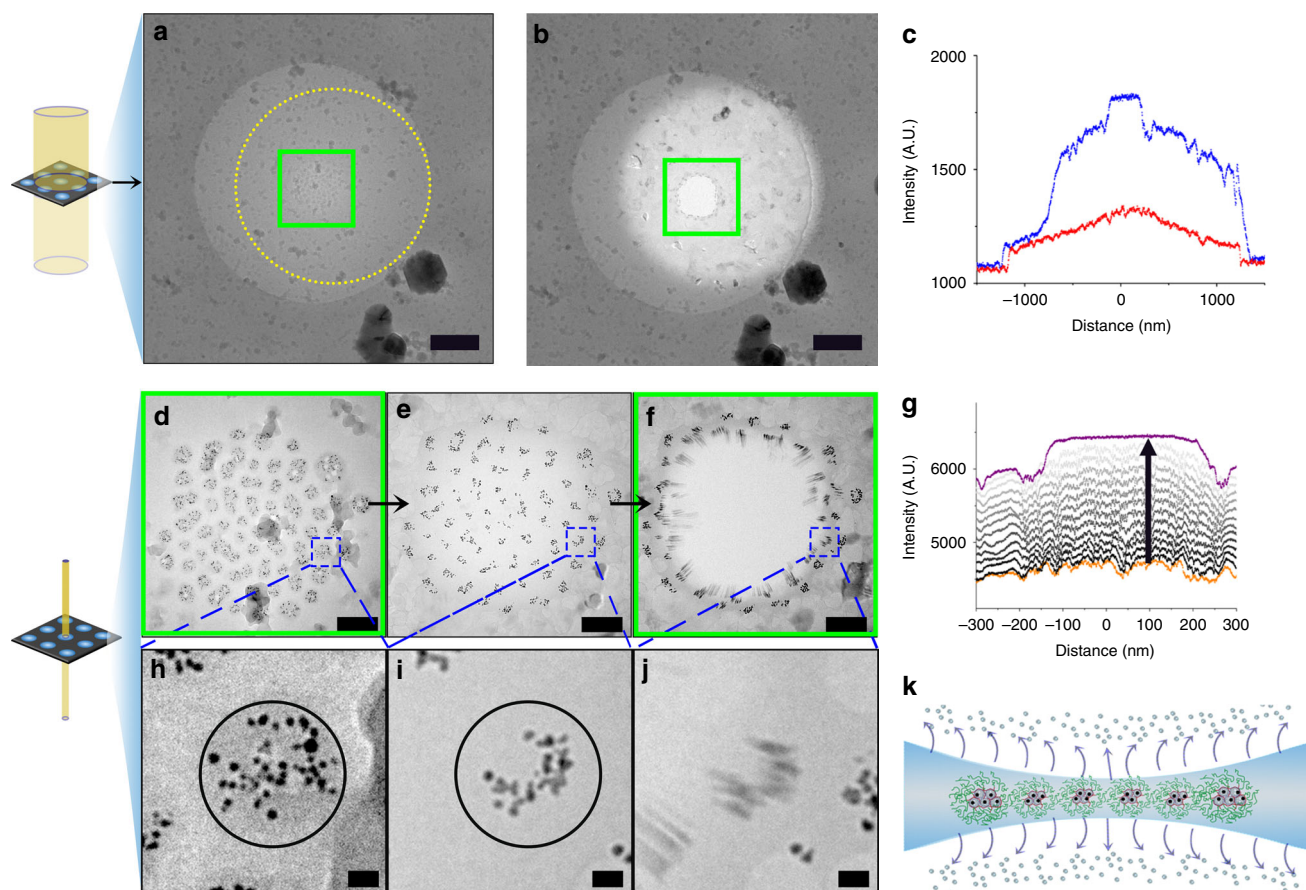 a
b
c
2000
1500
1000
Intensity (A.U.)
–1000
0
1000
Distance (nm)
d
e
f
g
6000
5000
Intensity (A.U.)
–300
–200
–100
0
100
200
300
Distance (nm)
h
i
j
k